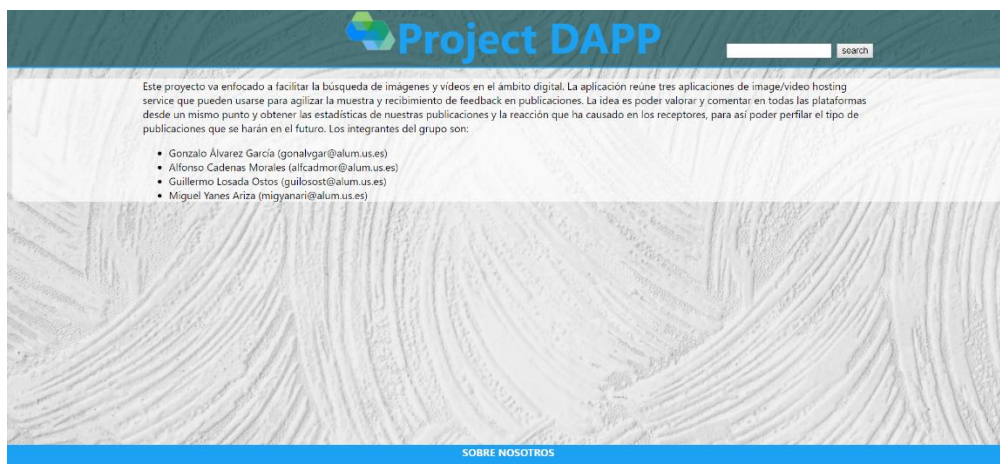 Project DAPP
search
Este proyecto va enfocado a facilitar la búsqueda de imágenes y vídeos en el ámbito digital. La aplicación reúne tres aplicaciones de image/video hosting
service que pueden usarse para agilizar la muestra y recibimiento de feedback en publicaciones. La idea es poder valorar y comentar en todas las plataformas
desde un mismo punto y obtener las estadísticas de nuestras publicaciones y la reacción que ha causado en los receptores, para así poder perfilar el tipo de
publicaciones que se harán en el futuro. Los integrantes del grupo son:
• Gonzalo Álvarez García (gonalvgar@alum.us.es)
• Alfonso Cadenas Morales (alfcadmor@alum.us.es)
• Guillermo Losada Ostos (guilosost@alum.us.es)
• Miguel Yanes Ariza (migyanari@alum.us.es)
SOBRE NOSOTROS